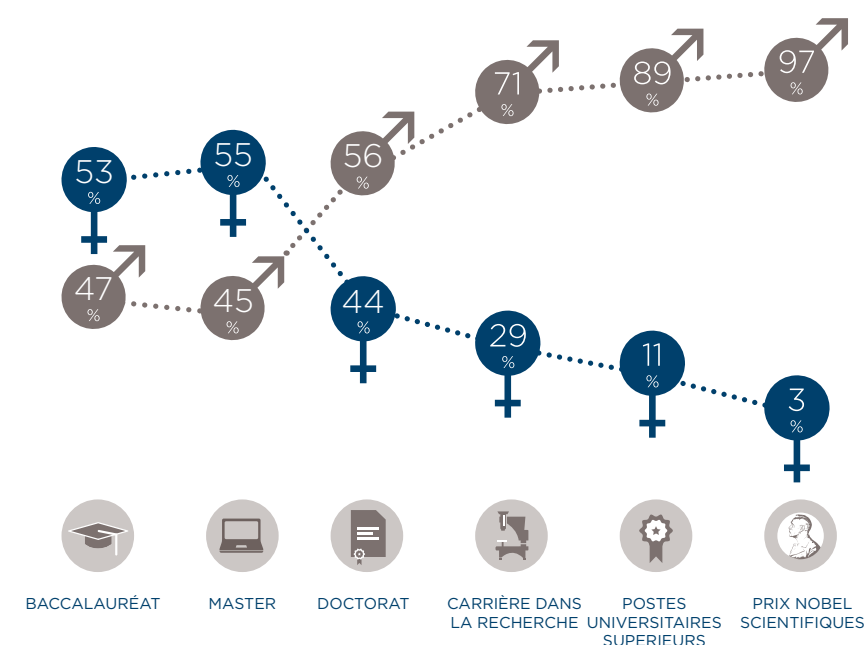 53
%
55
%
56
%
71
%
89
%
97
%
47
%
45
%
44
%
29
%
11
%
3
%
BACCALAURÉAT
MASTER
DOCTORAT
CARRIÈRE DANS
LA RECHERCHE
POSTES
UNIVERSITAIRES
SUPERIEURS
PRIX NOBEL
SCIENTIFIQUES